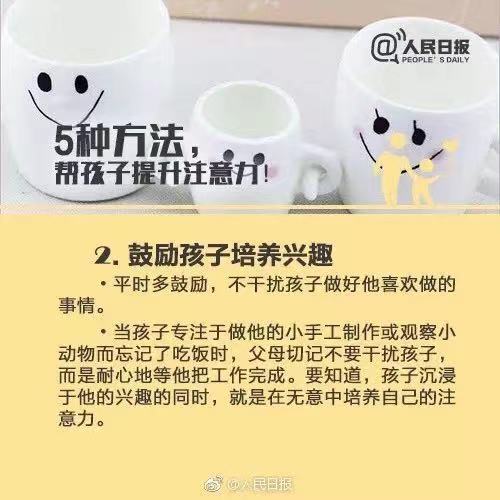 @人民日报
PEOPLE'S DAILY
5种方法，
帮孩子提升注意力!
2. 鼓励孩子培养兴趣
·平时多鼓励，不干扰孩子做好他喜欢做的
事情。
·当孩子专注于做他的小手工制作或观察小
动物而忘记了吃饭时，父母切记不要干扰孩子，
而是耐心地等他把工作完成。要知道，孩子沉浸
于他的兴趣的同时，就是在无意中培养自己的注
意力。
@人民日报